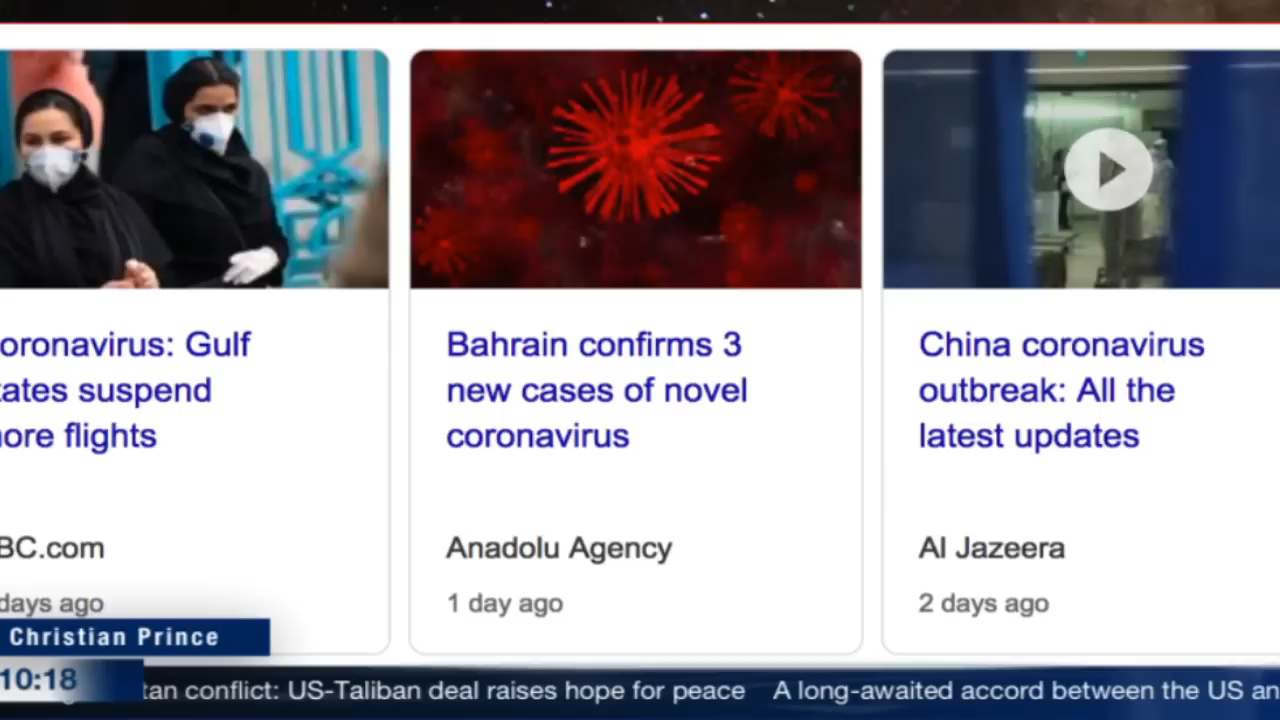 oronavirus: Gulf
tates suspend
ore flights
BC.com
days ago
Bahrain confirms 3
new cases of novel
coronavirus
Anadolu Agency
1 day ago
China coronavirus
outbreak: All the
latest updates
Al Jazeera
2 days ago
Christian Prince
10:18
tan conflict: US-Taliban deal raises hope for peace A long-awaited accord between the US an